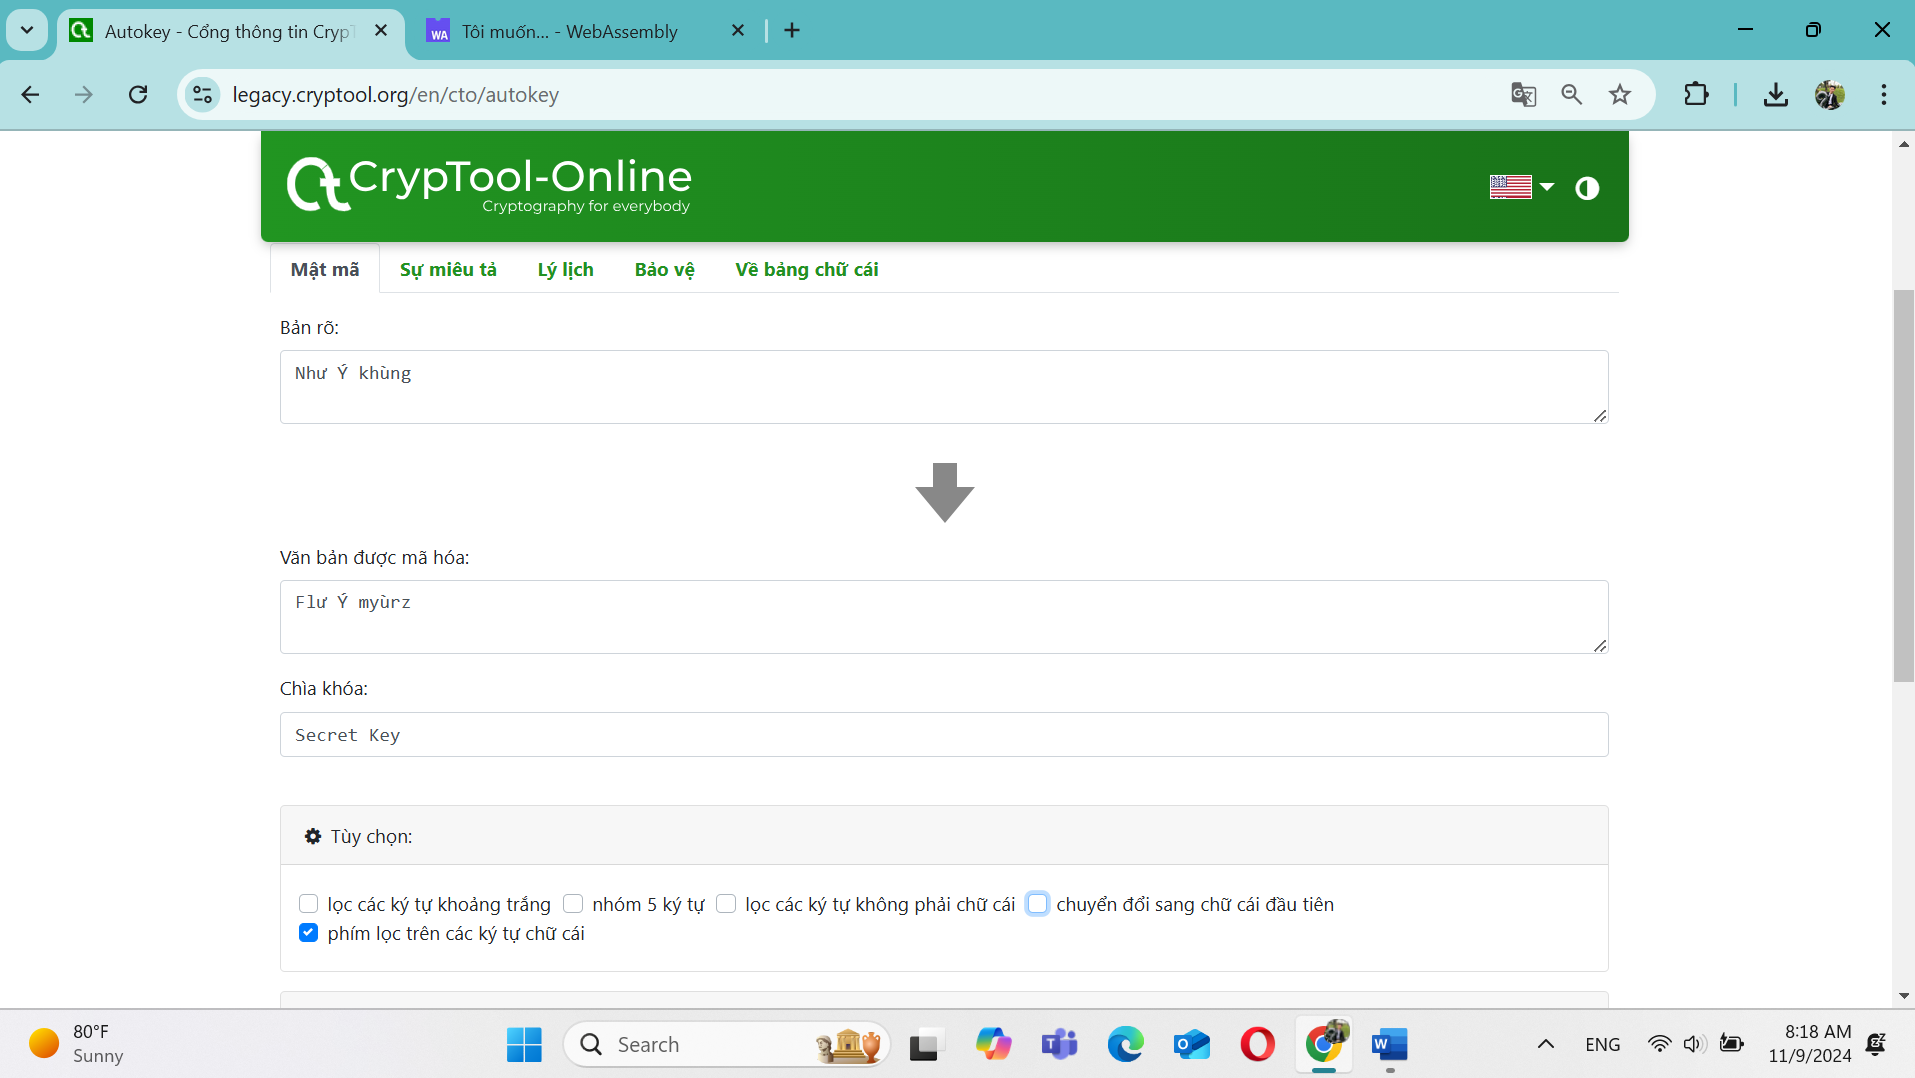 Autokey - Cổng thông tin Cryp
Tôi muốn... - WebAssembly
legacy.cryptool.org/en/cto/autokey
CrypTool-Online
Cryptography for everybody
Mật mã Sự miêu tả Lý lịch Bảo vệ Về bảng chữ cái
Bản rõ:
Như Ý khùng
Văn bản được mã hóa:
Flư Ý myùrz
Chìa khóa:
Secret Key
Tùy chọn:
lọc các ký tự khoảng trắng nhóm 5 ký tự lọc các ký tự không phải chữ cái chuyển đổi sang chữ cái đầu tiên
phím lọc trên các ký tự chữ cái
80°F
Sunny
Search
ENG
8:18 AM
11/9/2024